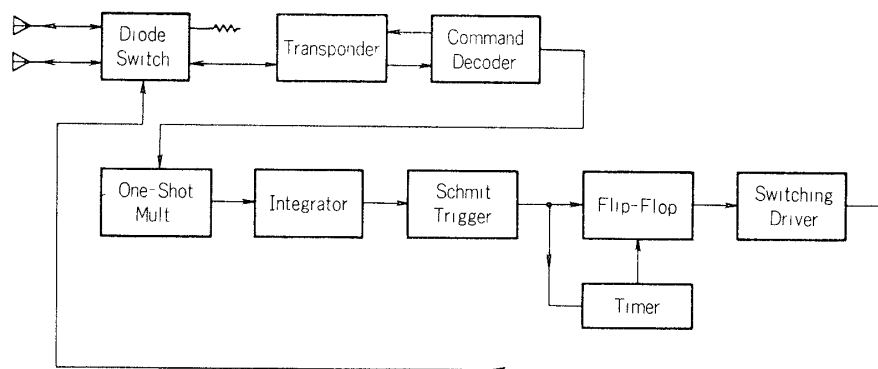 Diode
Switch
Transponder
Command
Decoder
One-Shot
Mult
Integrator
Schmit
Trigger
Flip-Flop
Switching
Driver
Timer